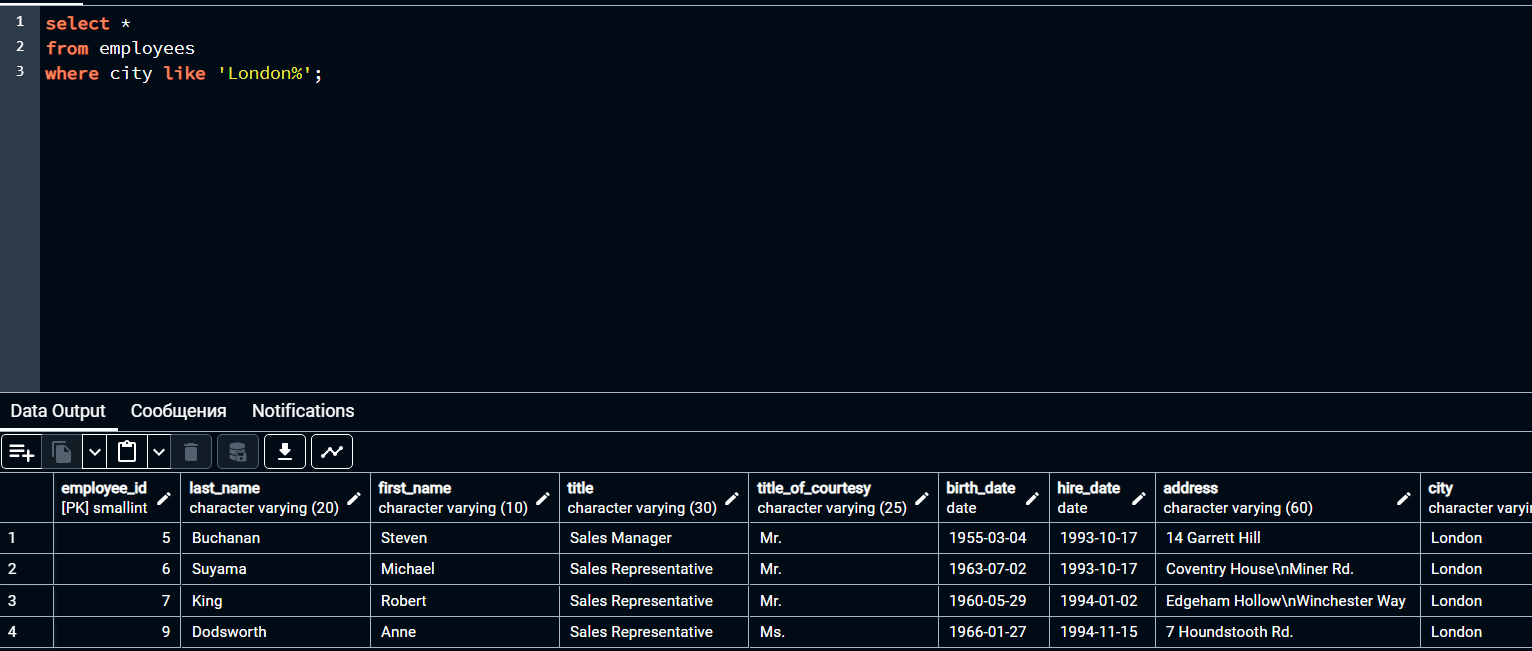 1 select *
2 from employees
3 where city like 'London%';
Data Output Сообщения Notifications
employee_id last_name first_name title title_of_courtesy birth_date hire_date address city
[PK] smallint character varying (20) character varying (10) character varying (30) character varying (25) date date character varying (60) character varyin
1 5 Buchanan Steven Sales Manager Mr. 1955-03-04 1993-10-17 14 Garrett Hill London
2 6 Suyama Michael Sales Representative Mr. 1963-07-02 1993-10-17 Coventry House\nMiner Rd. London
3 7 King Robert Sales Representative Mr. 1960-05-29 1994-01-02 Edgeham Hollow\nWinchester Way London
4 9 Dodsworth Anne Sales Representative Ms. 1966-01-27 1994-11-15 7 Houndstooth Rd. London